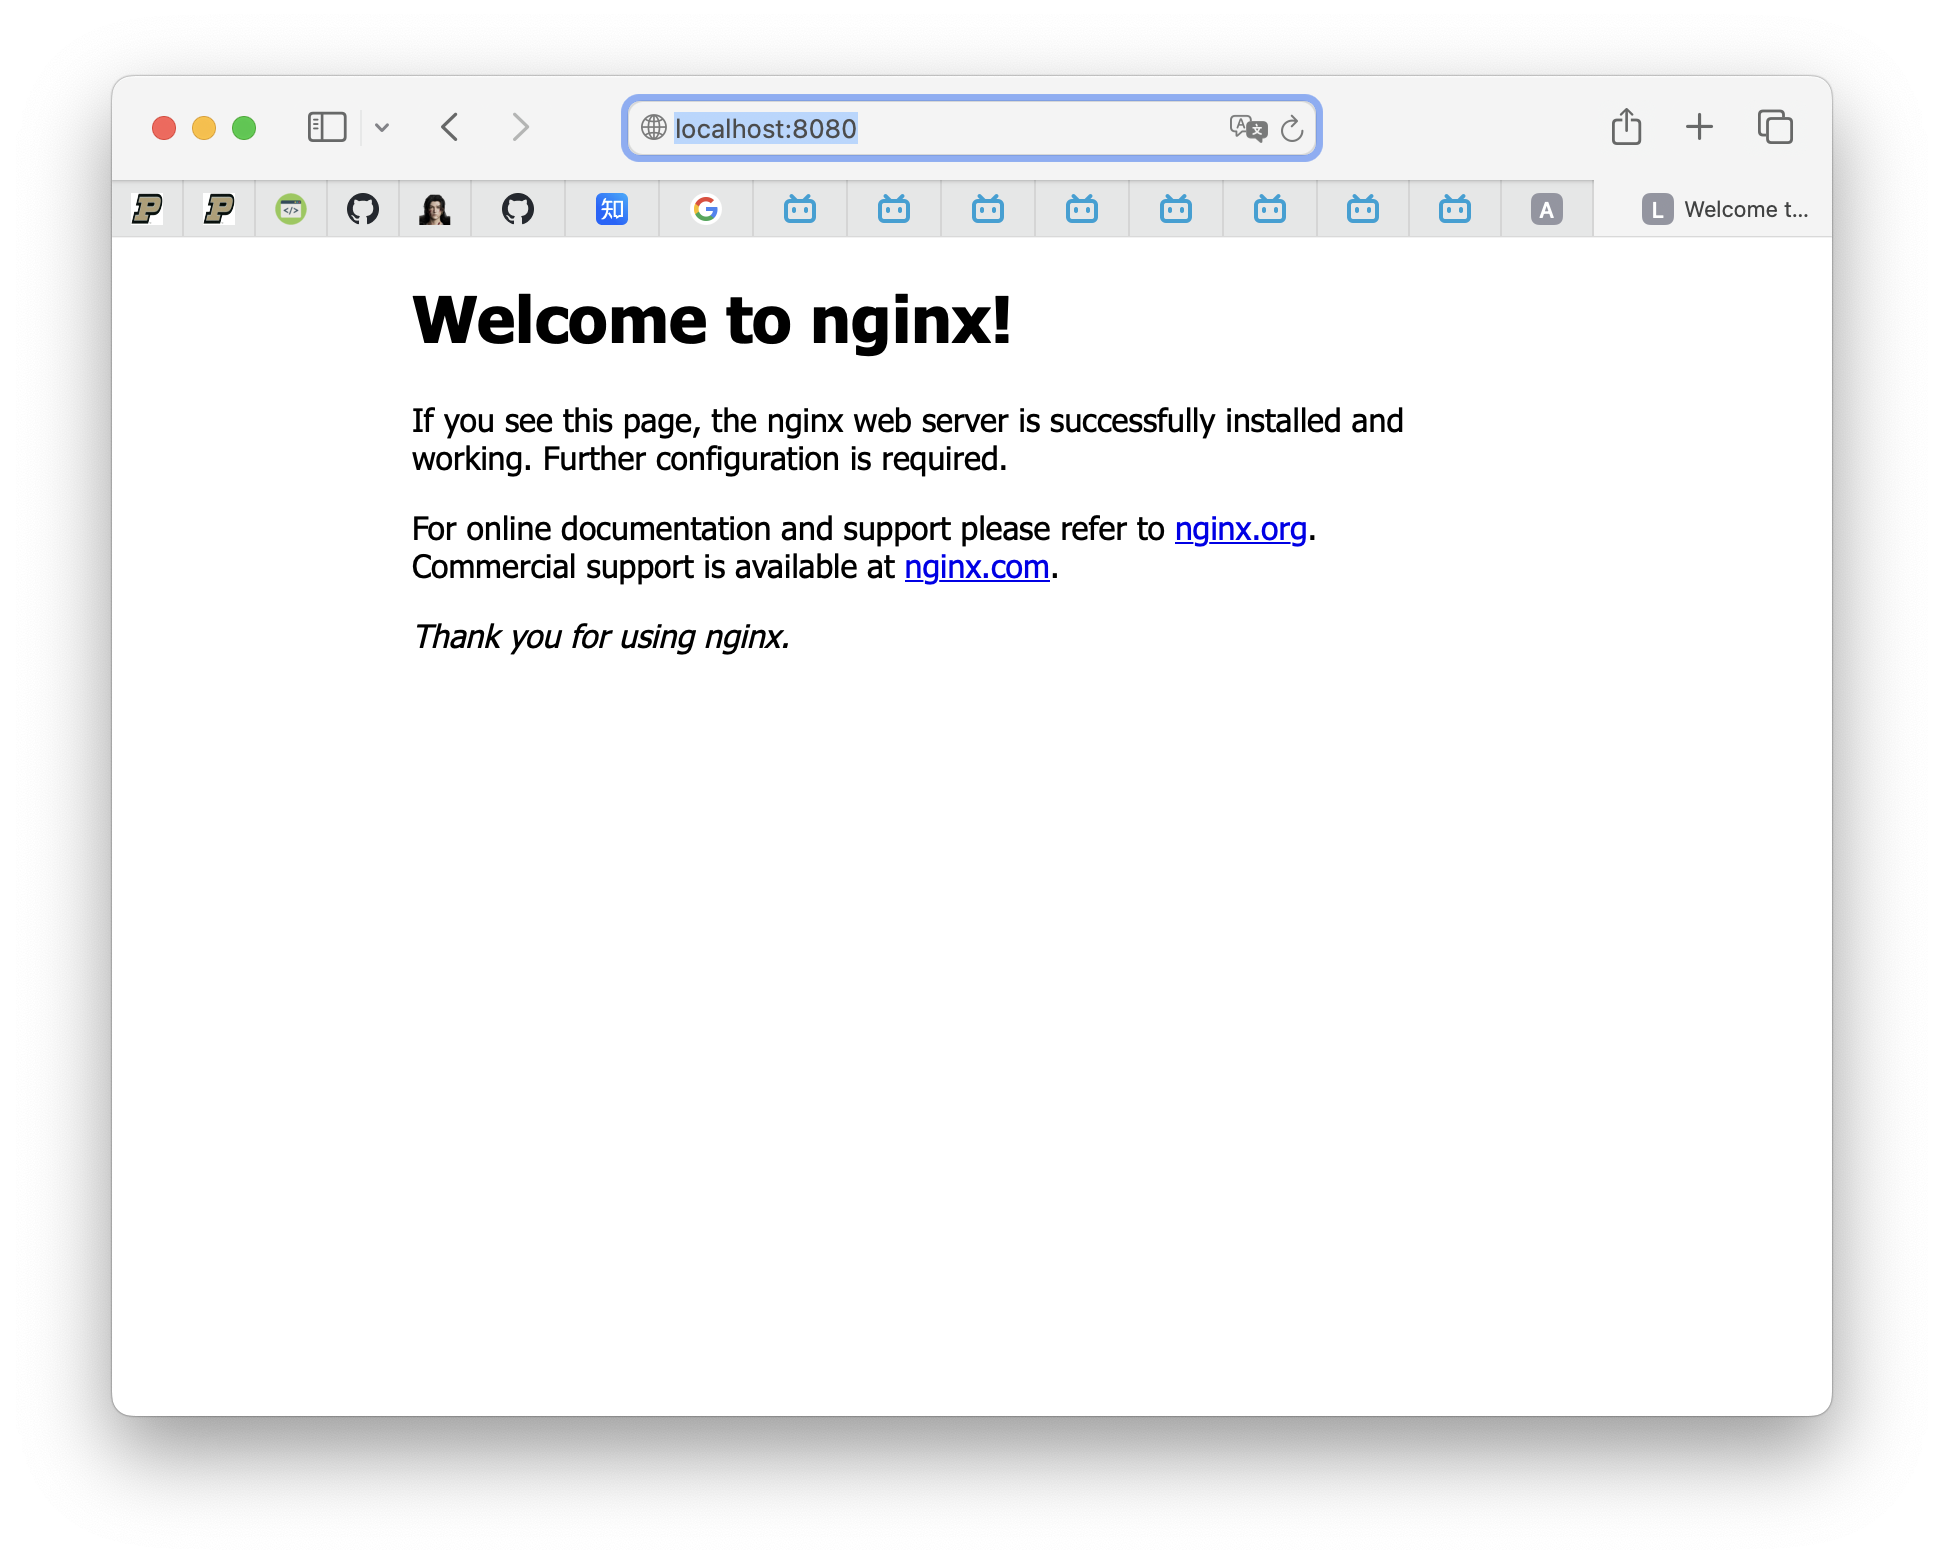 localhost:8080
P
P
</>
知
G
A
L Welcome t...
Welcome to nginx!
If you see this page, the nginx web server is successfully installed and
working. Further configuration is required.
For online documentation and support please refer to nginx.org.
Commercial support is available at nginx.com.
Thank you for using nginx.